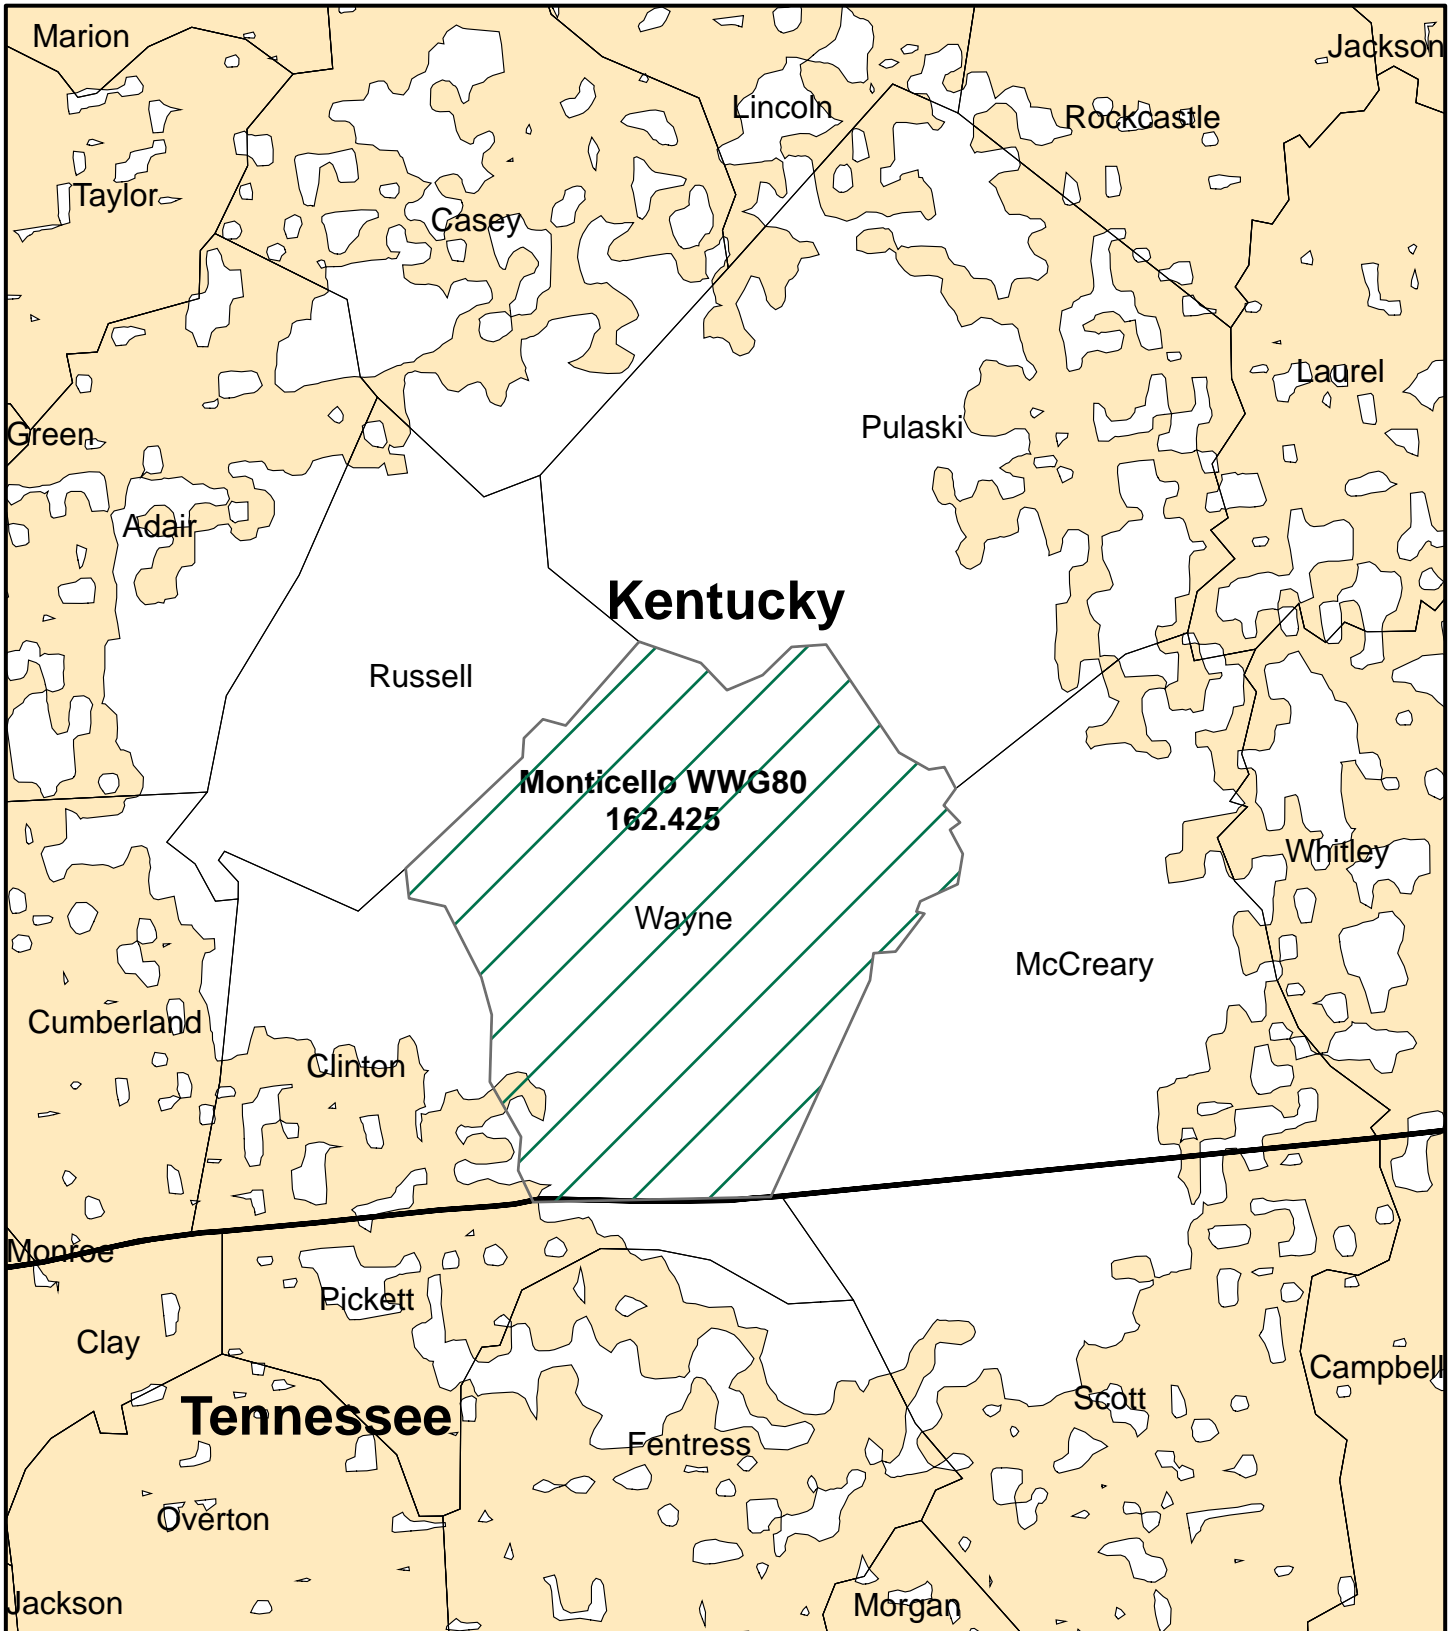 Marion
Jackson
Lincoln
Rockcastle
Taylor
Casey
Laurel
Green
Pulaski
Adair
Kentucky
Russell
Monticello WWG80
162.425
Whitley
Wayne
McCreary
Cumberland
Clinton
Monroe
Pickett
Clay
Campbell
Scott
Tennessee
Fentress
Overton
Jackson
Morgan